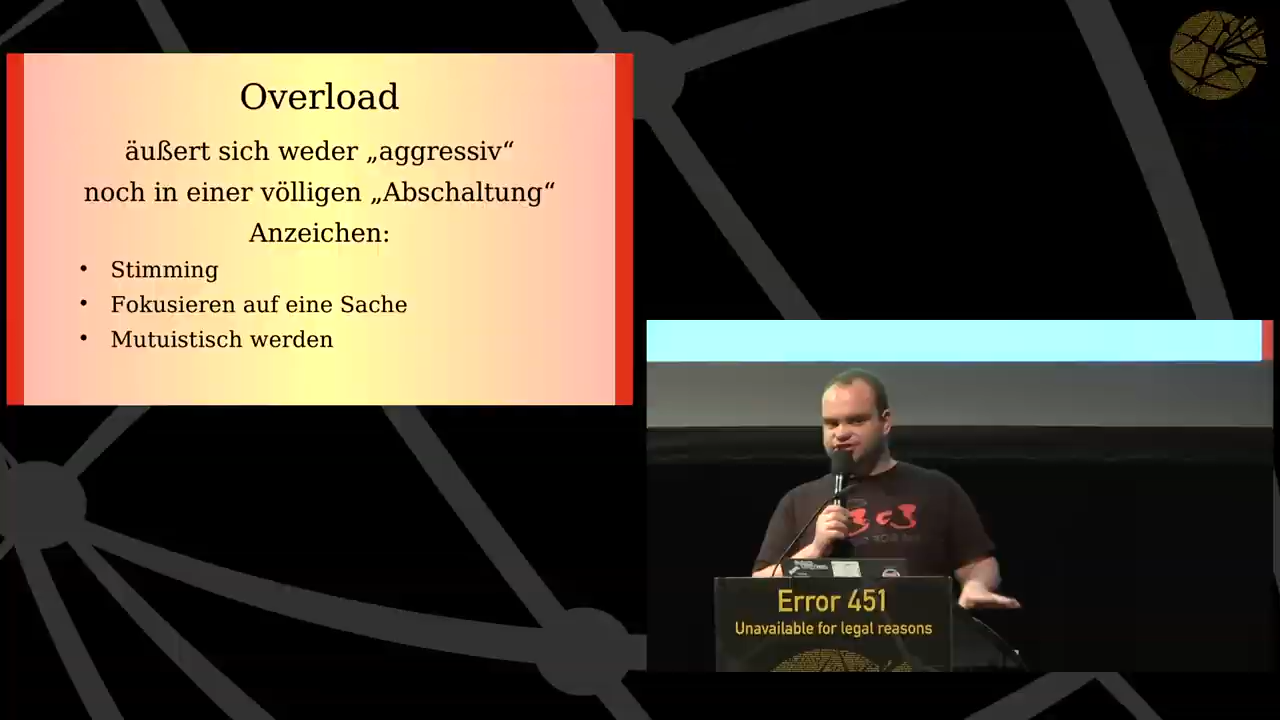 Overload
äußert sich weder „aggressiv“
noch in einer völligen „Abschaltung“
Anzeichen:
• Stimming
• Fokusieren auf eine Sache
• Mutuistisch werden
Error 451
Unavailable for legal reasons